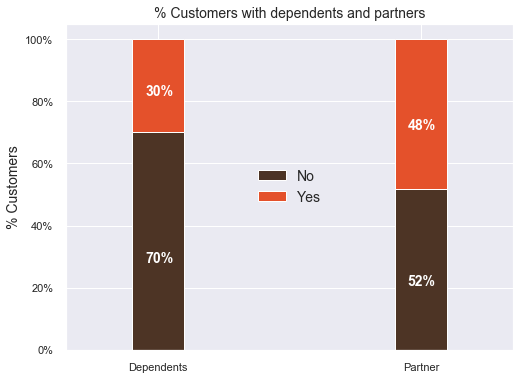 % Customers with dependents and partners
% Customers
100%
80%
60%
40%
20%
0%
30%
70%
48%
52%
No
Yes
Dependents
Partner